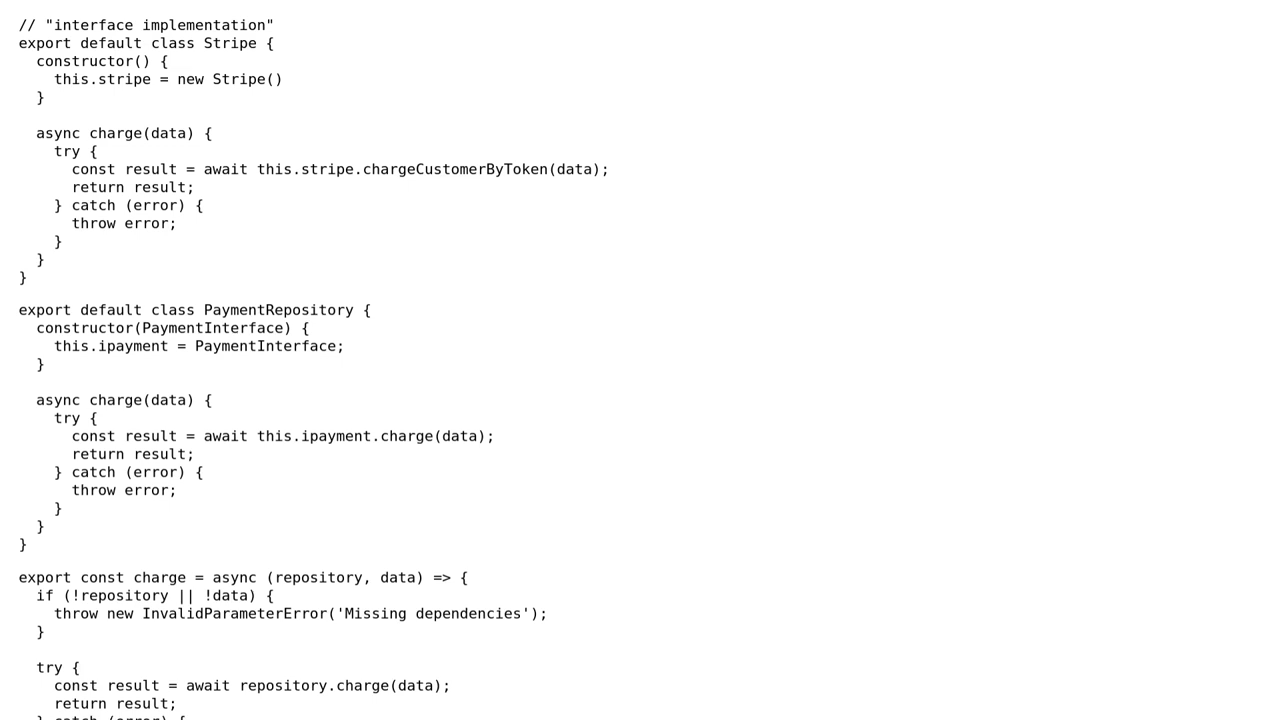 // "interface implementation"
export default class Stripe {
  constructor() {
    this.stripe = new Stripe()
  }

  async charge(data) {
    try {
      const result = await this.stripe.chargeCustomerByToken(data);
      return result;
    } catch (error) {
      throw error;
    }
  }
}

export default class PaymentRepository {
  constructor(PaymentInterface) {
    this.ipayment = PaymentInterface;
  }

  async charge(data) {
    try {
      const result = await this.ipayment.charge(data);
      return result;
    } catch (error) {
      throw error;
    }
  }
}

export const charge = async (repository, data) => {
  if (!repository || !data) {
    throw new InvalidParameterError('Missing dependencies');
  }

  try {
    const result = await repository.charge(data);
    return result;
  } catch (error) {